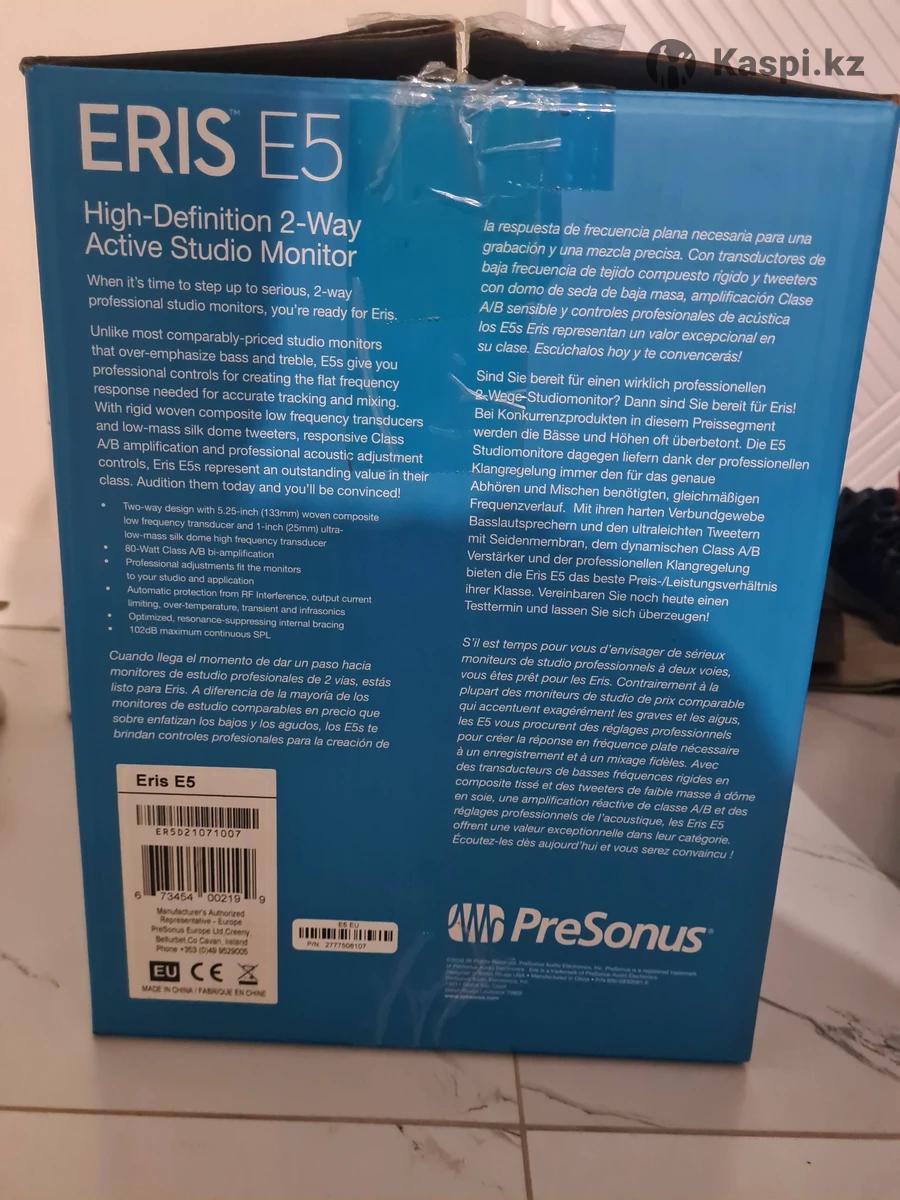 Kaspi.kz
ERIS™ E5
High-Definition 2-Way
Active Studio Monitor
When it's time to step up to serious, 2-way
professional studio monitors, you're ready for Eris.
Unlike most comparably-priced studio monitors
that over-emphasize bass and treble, E5s give you
professional controls for creating the flat frequency
response needed for accurate tracking and mixing.
With rigid woven composite low frequency transducers
and low-mass silk dome tweeters, responsive Class
A/B amplification and professional acoustic adjustment
controls, Eris E5s represent an outstanding value in their
class. Audition them today and you'll be convinced!
• Two-way design with 5.25-inch (133mm) woven composite
low frequency transducer and 1-inch (25mm) ultra-
low-mass silk dome high frequency transducer
• 80-Watt Class A/B bi-amplification
• Professional adjustments fit the monitors
to your studio and application
• Automatic protection from RF Interference, output current
limiting, over-temperature, transient and infrasonics
• Optimized, resonance-suppressing internal bracing
• 102dB maximum continuous SPL
Cuando llega el momento de dar un paso hacia
monitores de estudio profesionales de 2 vías, estás
listo para Eris. A diferencia de la mayoría de los
monitores de estudio comparables en precio que
sobre enfatizan los bajos y los agudos, los E5s te
brindan controles profesionales para la creación de
la respuesta de frecuencia plana necesaria para una
grabación y una mezcla precisa. Con transductores de
baja frecuencia de tejido compuesto rígido y tweeters
con domo de seda de baja masa, amplificación Clase
A/B sensible y controles profesionales de acústica
los E5s Eris representan un valor excepcional en
su clase. Escúchalos hoy y te convencerás!
Sind Sie bereit für einen wirklich professionellen
2-Wege-Studiomonitor? Dann sind Sie bereit für Eris!
Bei Konkurrenzprodukten in diesem Preissegment
werden die Bässe und Höhen oft überbetont. Die E5
Studiomonitore dagegen liefern dank der professionellen
Klangregelung immer den für das genaue
Abhören und Mischen benötigten, gleichmäßigen
Frequenzverlauf. Mit ihren harten Verbundgewebe
Basslautsprechern und den ultraleichten Tweetern
mit Seidenmembran, dem dynamischen Class A/B
Verstärker und der professionellen Klangregelung
bieten die Eris E5 das beste Preis-/Leistungsverhältnis
ihrer Klasse. Vereinbaren Sie noch heute einen
Testtermin und lassen Sie sich überzeugen!
S'il est temps pour vous d'envisager de sérieux
moniteurs de studio professionnels à deux voies,
vous êtes prêt pour les Eris. Contrairement à la
plupart des moniteurs de studio de prix comparable
qui accentuent exagérément les graves et les aigus,
les E5 vous procurent des réglages professionnels
pour créer la réponse en fréquence plate nécessaire
à un enregistrement et à un mixage fidèles. Avec
des transducteurs de basses fréquences rigides en
composite tissé et des tweeters de faible masse à dôme
en soie, une amplification réactive de classe A/B et des
réglages professionnels de l'acoustique, les Eris E5
offrent une valeur exceptionnelle dans leur catégorie.
Écoutez-les dès aujourd'hui et vous serez convaincu !
Eris E5
ER5D21071007
6 73454 00219 9
Manufacturer's Authorized
Representative - Europe
PreSonus Europe Ltd,Creeny
Belturbet,Co Cavan, Ireland
Phone +353 (0)49 9529005
EU CE
MADE IN CHINA / FABRIQUE EN CHINE
E5 EU
P/N: 2777506107
PreSonus®
www.presonus.com